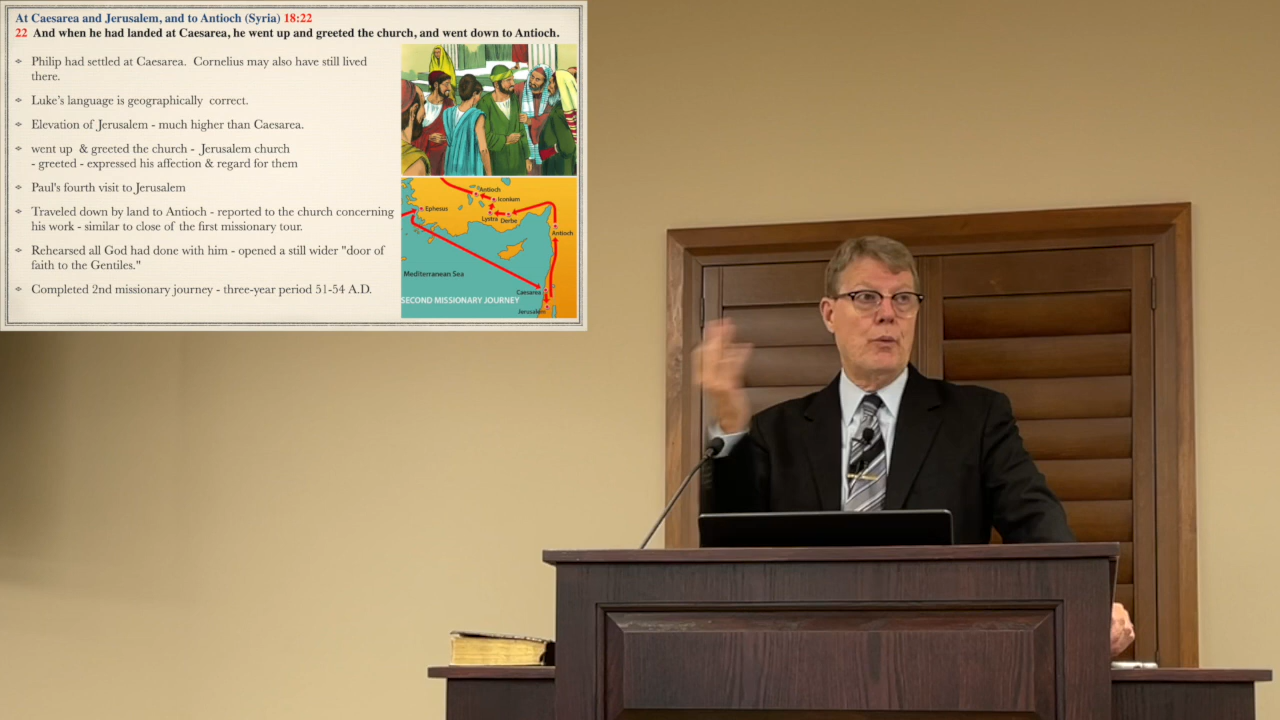 At Caesarea and Jerusalem, and to Antioch (Syria) 18:22
22 And when he had landed at Caesarea, he went up and greeted the church, and went down to Antioch.
Philip had settled at Caesarea. Cornelius may also have still lived
there.
Luke's language is geographically correct.
Elevation of Jerusalem - much higher than Caesarea.
went up & greeted the church - Jerusalem church
- greeted - expressed his affection & regard for them
Paul's fourth visit to Jerusalem
Traveled down by land to Antioch - reported to the church concerning
his work - similar to close of the first missionary tour.
Rehearsed all God had done with him - opened a still wider "door of
faith to the Gentiles."
Completed 2nd missionary journey - three-year period 51-54 A.D.
Antioch
Iconium
Ephesus
Lystra
Derbe
Antioch
Mediterranean Sea
Caesarea
SECOND MISSIONARY JOURNEY
Jerusalem